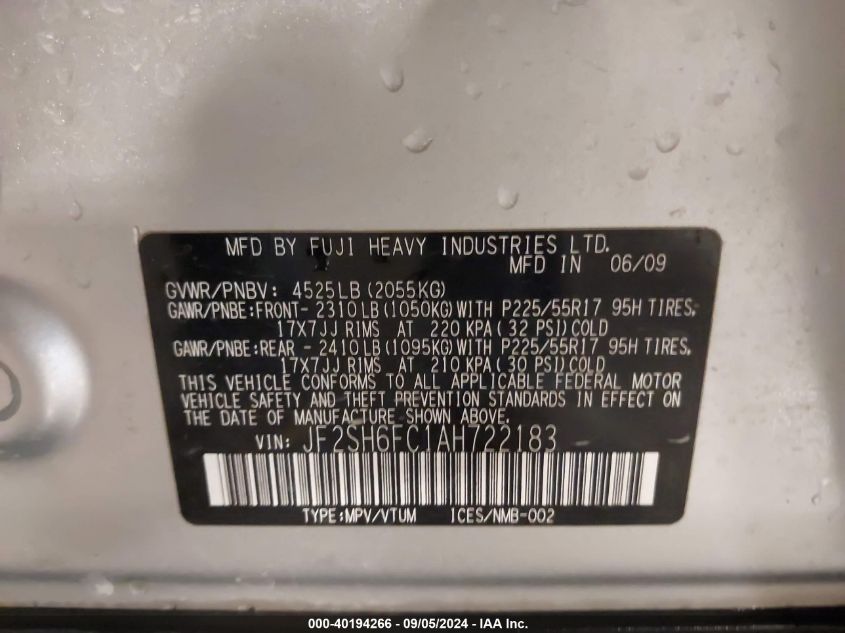 MFD BY FUJI HEAVY INDUSTRIES LTD.
MFD IN 06/09
GVWR/PNBV: 4525LB(2055KG)
GAWR/PNBE:FRONT- 2310LB(1050KG)WITH P225/55R17 95H TIRES,
17X7JJ RIMS AT 220 KPA(32 PSI)COLD
GAWR/PNBE:REAR - 2410LB(1095KG)WITH P225/55R17 95H TIRES,
17X7JJ RIMS AT 210 KPA(30 PSI)COLD
THIS VEHICLE CONFORMS TO ALL APPLICABLE FEDERAL MOTOR
VEHICLE SAFETY AND THEFT PREVENTION STANDARDS IN EFFECT ON
THE DATE OF MANUFACTURE SHOWN ABOVE.
VIN: JF2SH6FC1AH722183
TYPE:MPV/VTUM ICES/NMB-002
000-40194266 - 09/05/2024 - IAA Inc.